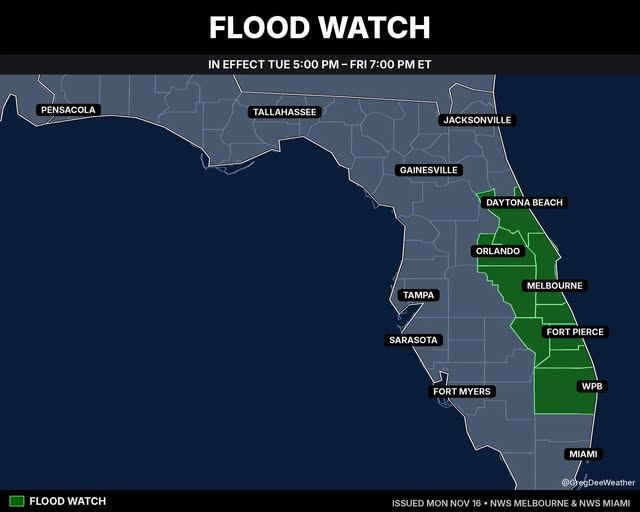 FLOOD WATCH
IN EFFECT TUE 5:00 PM – FRI 7:00 PM ET
PENSACOLA
TALLAHASSEE
JACKSONVILLE
GAINESVILLE
DAYTONA BEACH
ORLANDO
MELBOURNE
TAMPA
FORT PIERCE
SARASOTA
WPB
FORT MYERS
MIAMI
@GregDeeWeather
FLOOD WATCH
ISSUED MON NOV 16 • NWS MELBOURNE & NWS MIAMI